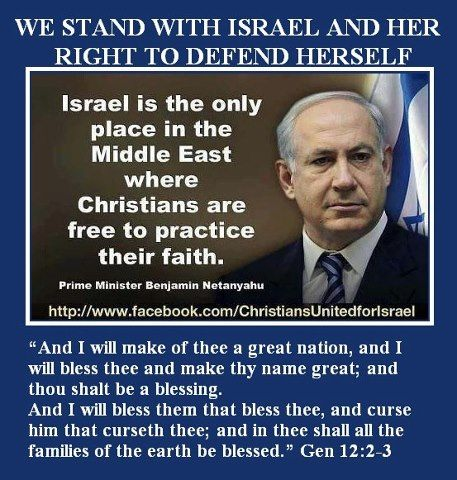 WE STAND WITH ISRAEL AND HER
RIGHT TO DEFEND HERSELF
Israel is the only
place in the
Middle East
where
Christians are
free to practice
their faith.
Prime Minister Benjamin Netanyahu
http://www.facebook.com/ChristiansUnitedforIsrael
“And I will make of thee a great nation, and I
will bless thee and make thy name great; and
thou shalt be a blessing.
And I will bless them that bless thee, and curse
him that curseth thee; and in thee shall all the
families of the earth be blessed.” Gen 12:2-3